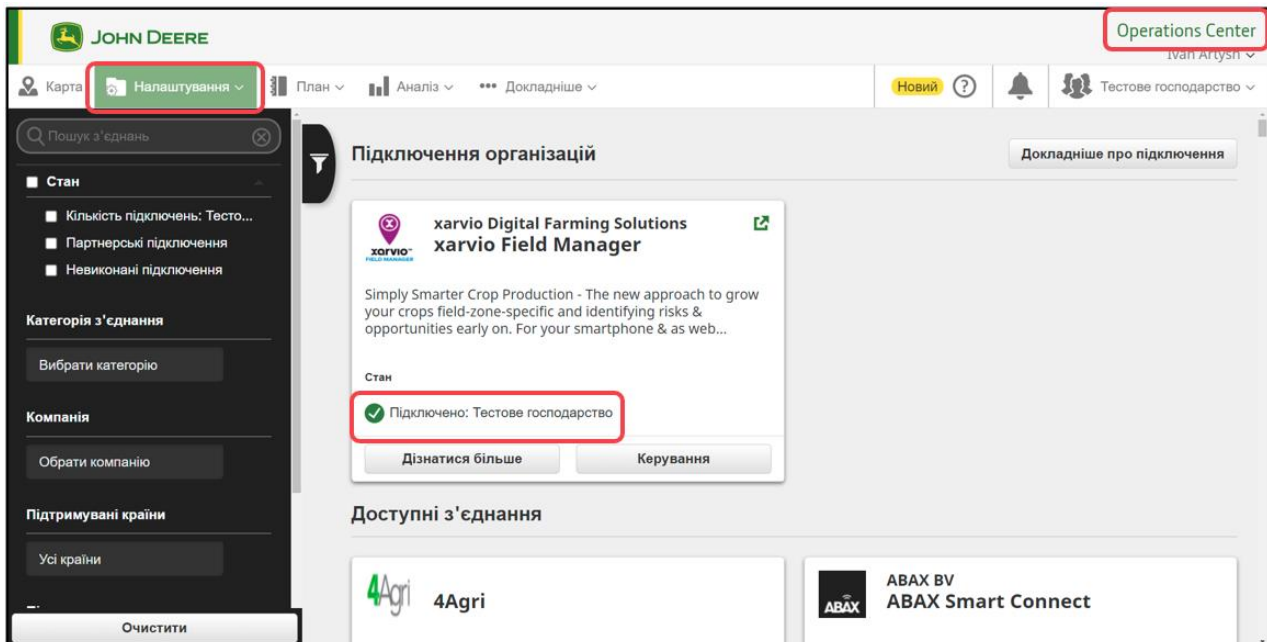 JOHN DEERE
Operations Center
Ivan Artysh
Карта
Налаштування
План
Аналіз
Докладніше
Новий
?
Тестове господарство
Пошук з'єднань
Стан
Кількість підключень: Тесто...
Партнерські підключення
Невиконані підключення
Категорія з'єднання
Вибрати категорію
Компанія
Обрати компанію
Підтримувані країни
Усі країни
Очистити
Підключення організацій
Докладніше про підключення
xarvio
FIELD MANAGER
xarvio Digital Farming Solutions
xarvio Field Manager
Simply Smarter Crop Production - The new approach to grow
your crops field-zone-specific and identifying risks &
opportunities early on. For your smartphone & as web...
Стан
Підключено: Тестове господарство
Дізнатися більше
Керування
Доступні з'єднання
4Agri
4Agri
ABAX
ABAX BV
ABAX Smart Connect